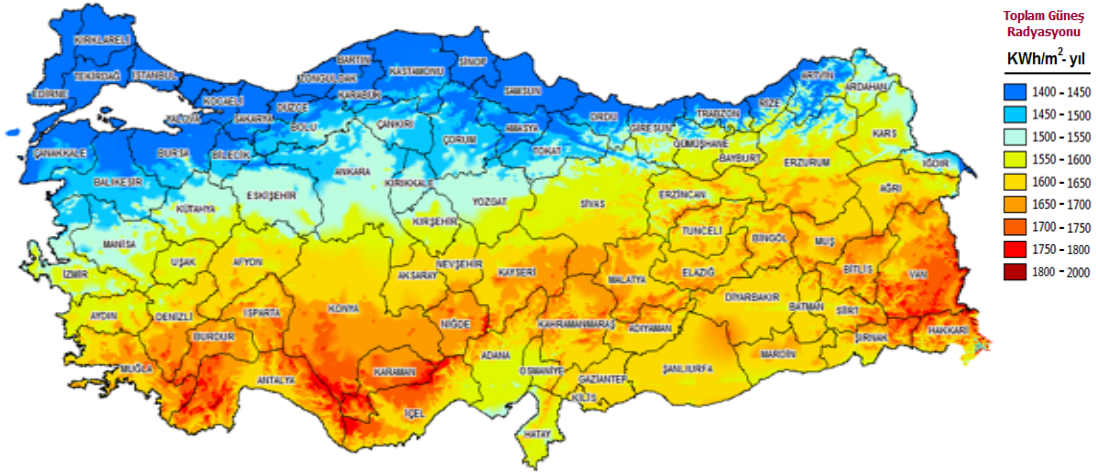 Toplam Güneş
Radyasyonu
KWh/m²- yıl
1400 - 1450
1450 - 1500
1500 - 1550
1550 - 1600
1600 - 1650
1650 - 1700
1700 - 1750
1750 - 1800
1800 - 2000
KIRKLARELİ
TEKİRDAĞ
İSTANBUL
EDİRNE
KOCAELİ
YALOVA
SAKARYA
DÜZCE
BOLU
ZONGULDAK
BARTIN
KARABÜK
KASTAMONU
SİNOP
SAMSUN
ÇANKIRI
ÇORUM
AMASYA
TOKAT
ORDU
GİRESUN
TRABZON
RİZE
ARTVİN
ARDAHAN
KARS
IĞDIR
GÜMÜŞHANE
BAYBURT
ERZURUM
AĞRI
ÇANAKKALE
BURSA
BİLECİK
BALIKESİR
KÜTAHYA
ESKİŞEHİR
ANKARA
KIRIKKALE
KIRŞEHİR
YOZGAT
SİVAS
ERZİNCAN
TUNCELİ
BİNGÖL
MUŞ
MANİSA
İZMİR
UŞAK
AFYON
AKSARAY
NEVŞEHİR
KAYSERİ
MALATYA
ELAZIĞ
BİTLİS
VAN
DİYARBAKIR
BATMAN
SİİRT
AYDIN
DENİZLİ
ISPARTA
BURDUR
KONYA
NİĞDE
KAHRAMANMARAŞ
ADIYAMAN
ŞIRNAK
HAKKARİ
MARDİN
MUĞLA
ANTALYA
KARAMAN
ADANA
OSMANİYE
GAZİANTEP
ŞANLIURFA
KİLİS
İÇEL
HATAY